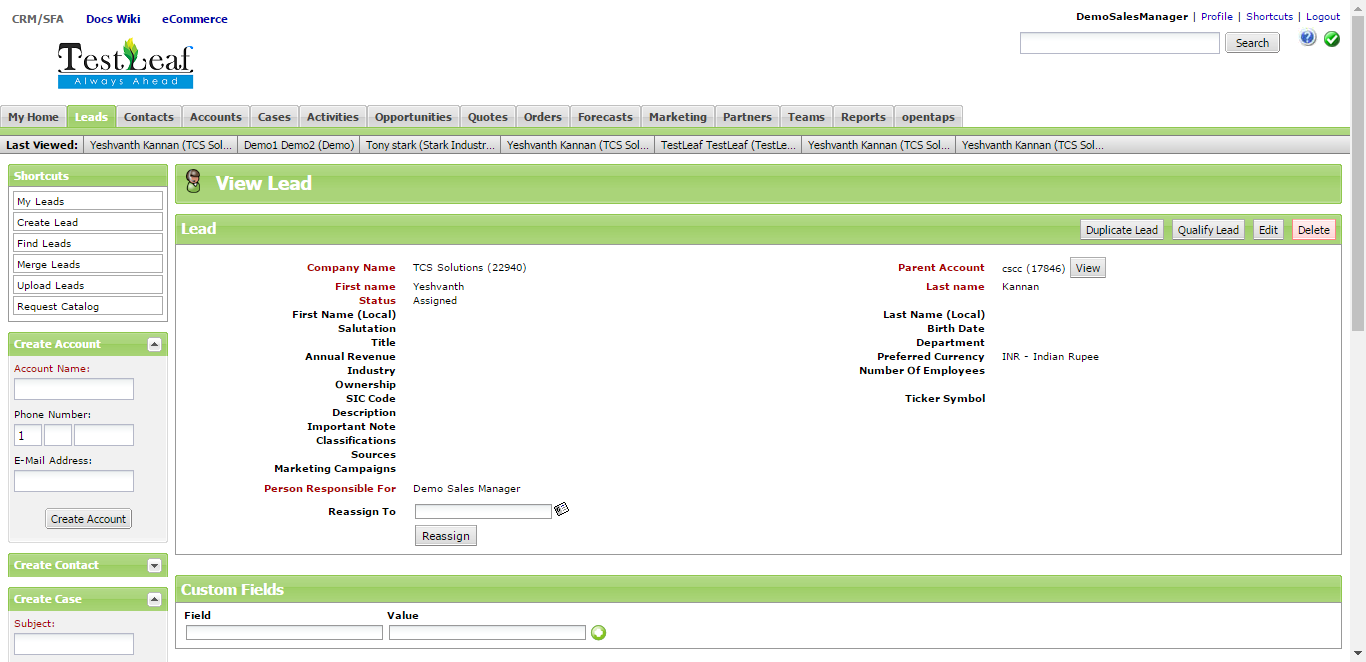 CRM/SFA Docs Wiki eCommerce
DemoSalesManager | Profile | Shortcuts | Logout
TestLeaf
Always Ahead
Search
My Home Leads Contacts Accounts Cases Activities Opportunities Quotes Orders Forecasts Marketing Partners Teams Reports opentaps
Last Viewed: Yeshvanth Kannan (TCS Sol... Demo1 Demo2 (Demo) Tony stark (Stark Industr... Yeshvanth Kannan (TCS Sol... TestLeaf TestLeaf (TestLe... Yeshvanth Kannan (TCS Sol... Yeshvanth Kannan (TCS Sol...
Shortcuts
My Leads
Create Lead
Find Leads
Merge Leads
Upload Leads
Request Catalog
Create Account
Account Name:
Phone Number:
1
E-Mail Address:
Create Account
Create Contact
Create Case
Subject:
View Lead
Lead Duplicate Lead Qualify Lead Edit Delete
Company Name TCS Solutions (22940) Parent Account cscc (17846) View
First name Yeshvanth Last name Kannan
Status Assigned
First Name (Local) Last Name (Local)
Salutation Birth Date
Title Department
Annual Revenue Preferred Currency INR - Indian Rupee
Industry Number Of Employees
Ownership
SIC Code Ticker Symbol
Description
Important Note
Classifications
Sources
Marketing Campaigns
Person Responsible For Demo Sales Manager
Reassign To
Reassign
Custom Fields
Field Value